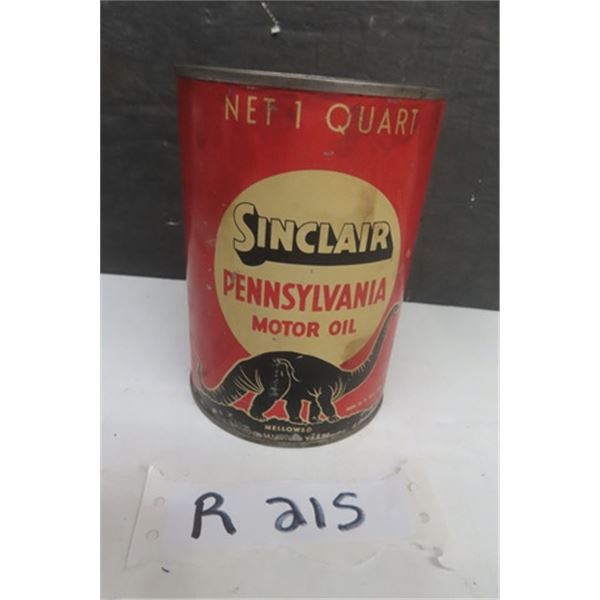 NET 1 QUART
SINCLAIR
PENNSYLVANIA
MOTOR OIL
MELLOWED
R 215